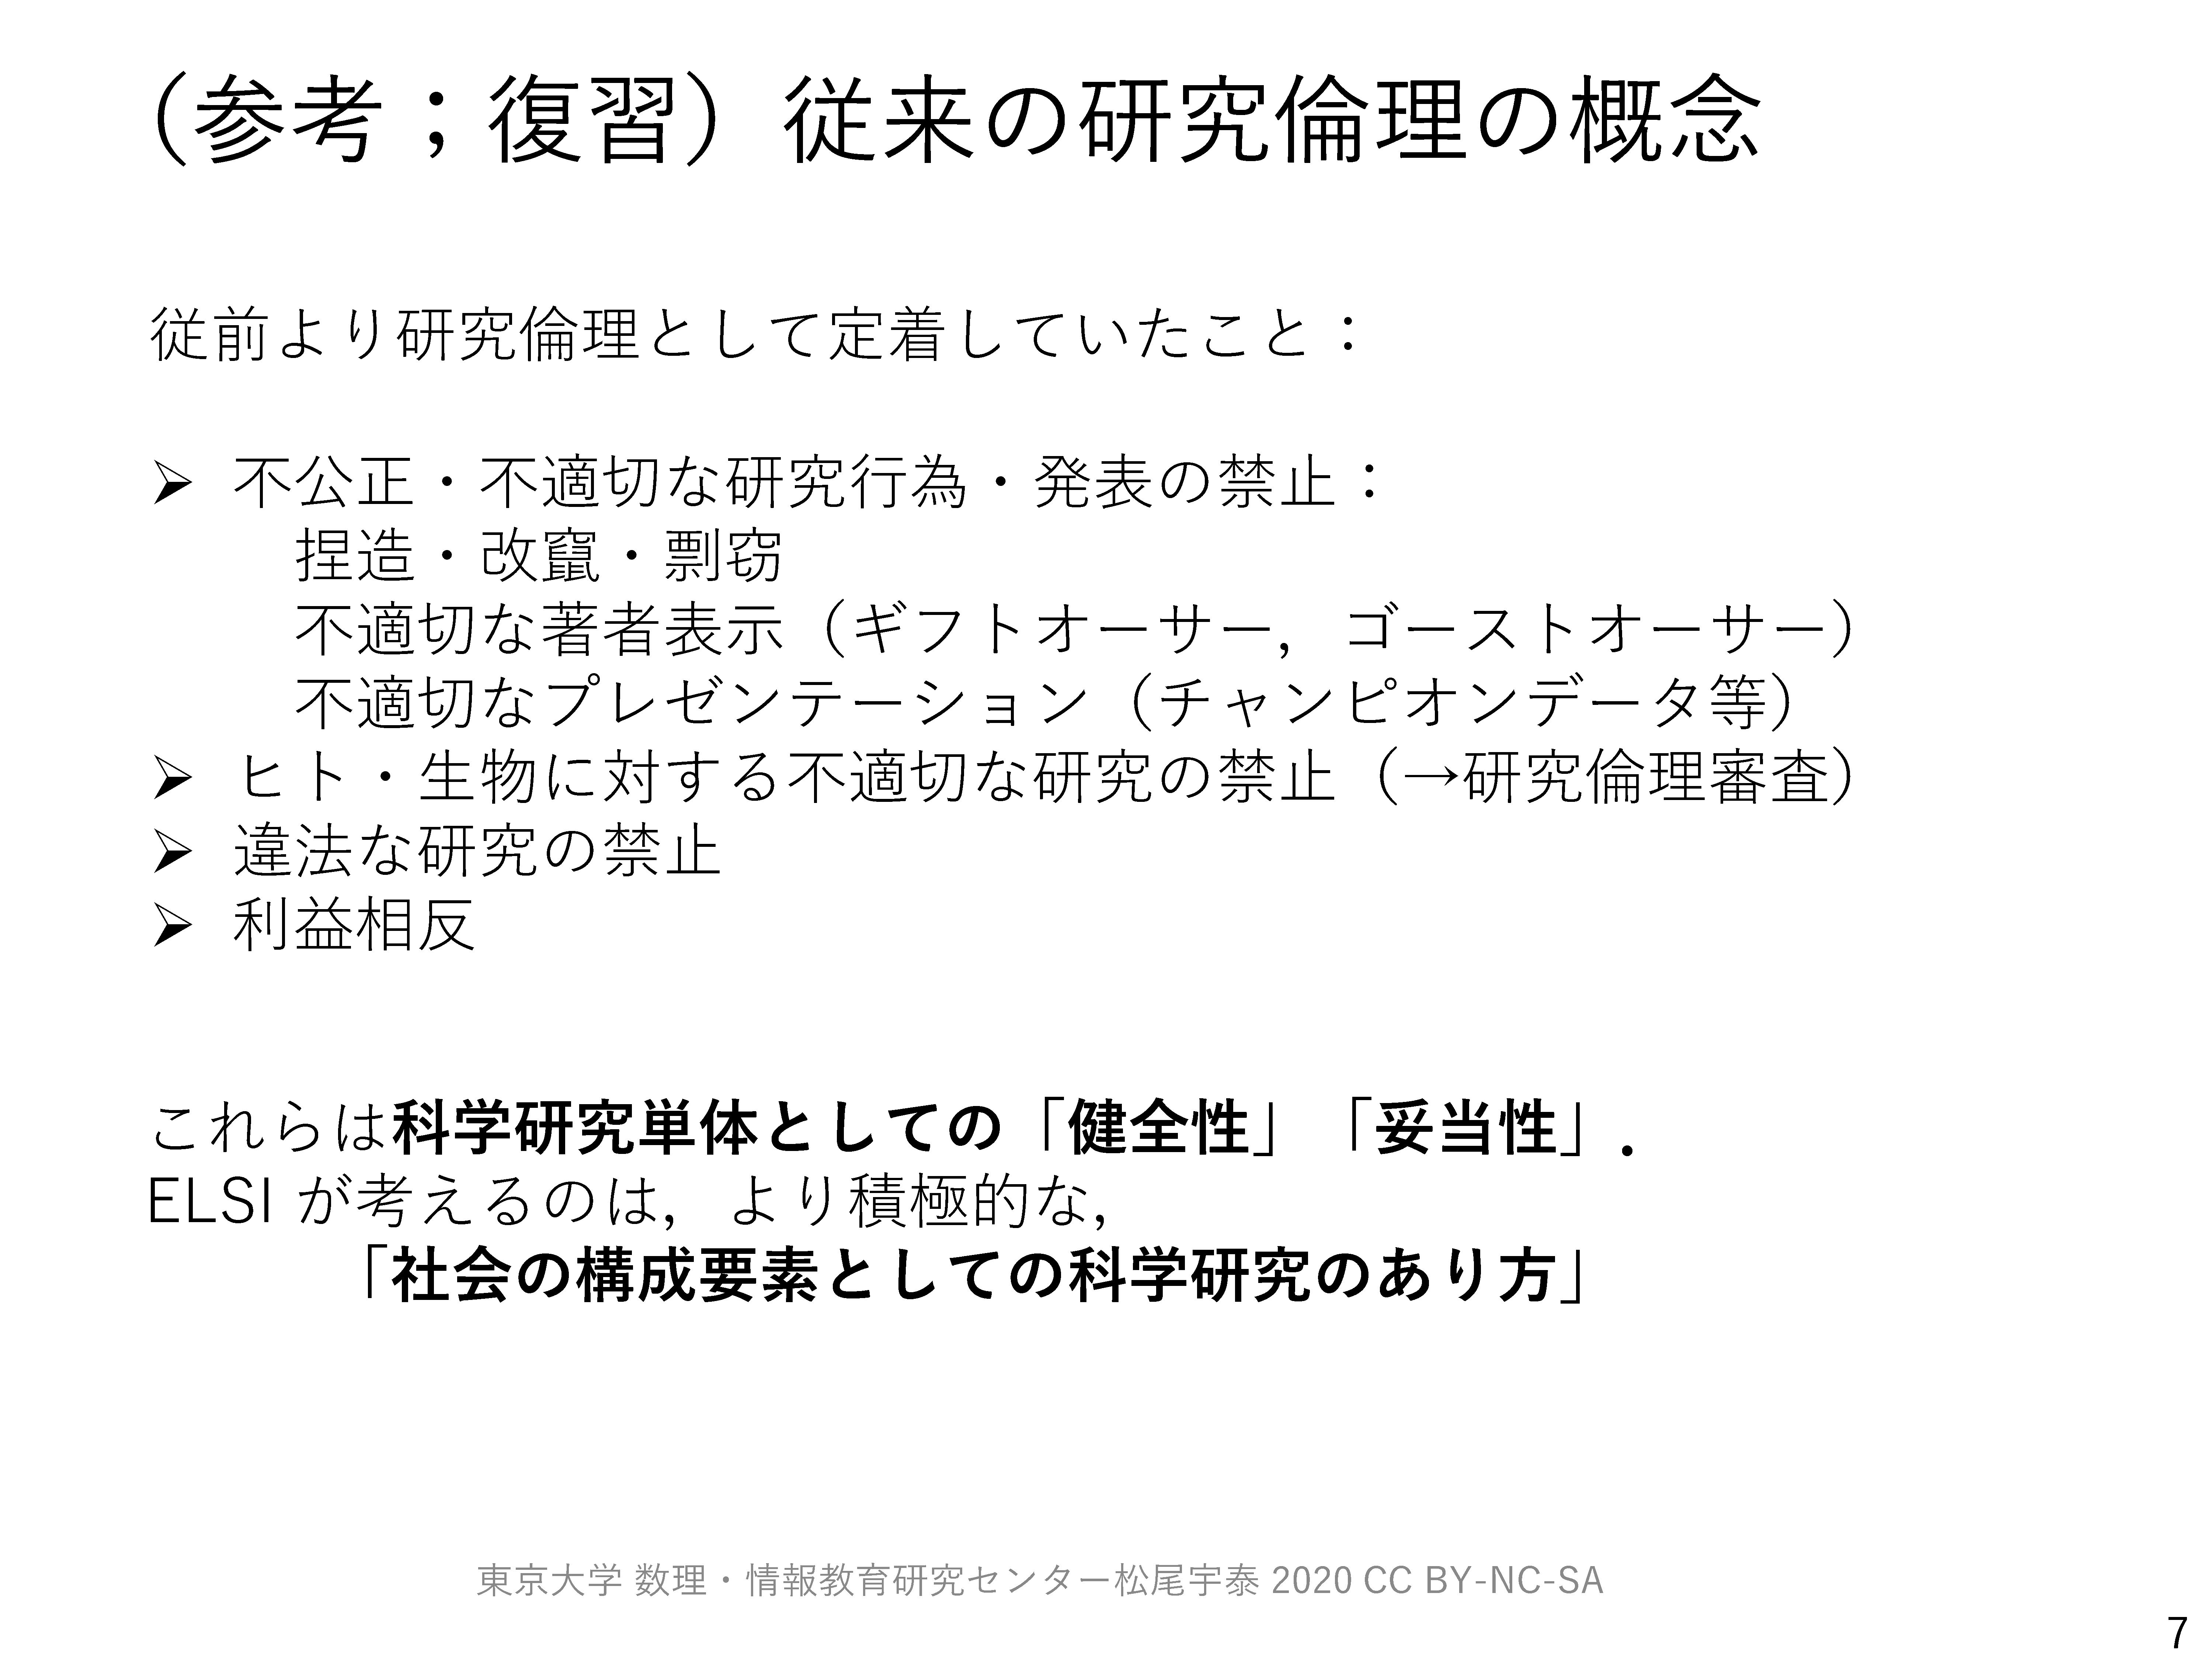 （参考；復習）従来の研究倫理の概念
従前より研究倫理として定着していたこと：
➢ 不公正・不適切な研究行為・発表の禁止：
捏造・改竄・剽窃
不適切な著者表示（ギフトオーサー，ゴーストオーサー）
不適切なプレゼンテーション（チャンピオンデータ等）
➢ ヒト・生物に対する不適切な研究の禁止（→研究倫理審査）
➢ 違法な研究の禁止
➢ 利益相反
これらは科学研究単体としての「健全性」「妥当性」．
ELSI が考えるのは，より積極的な，
「社会の構成要素としての科学研究のあり方」
東京大学 数理・情報教育研究センター松尾宇泰 2020 CC BY-NC-SA
7